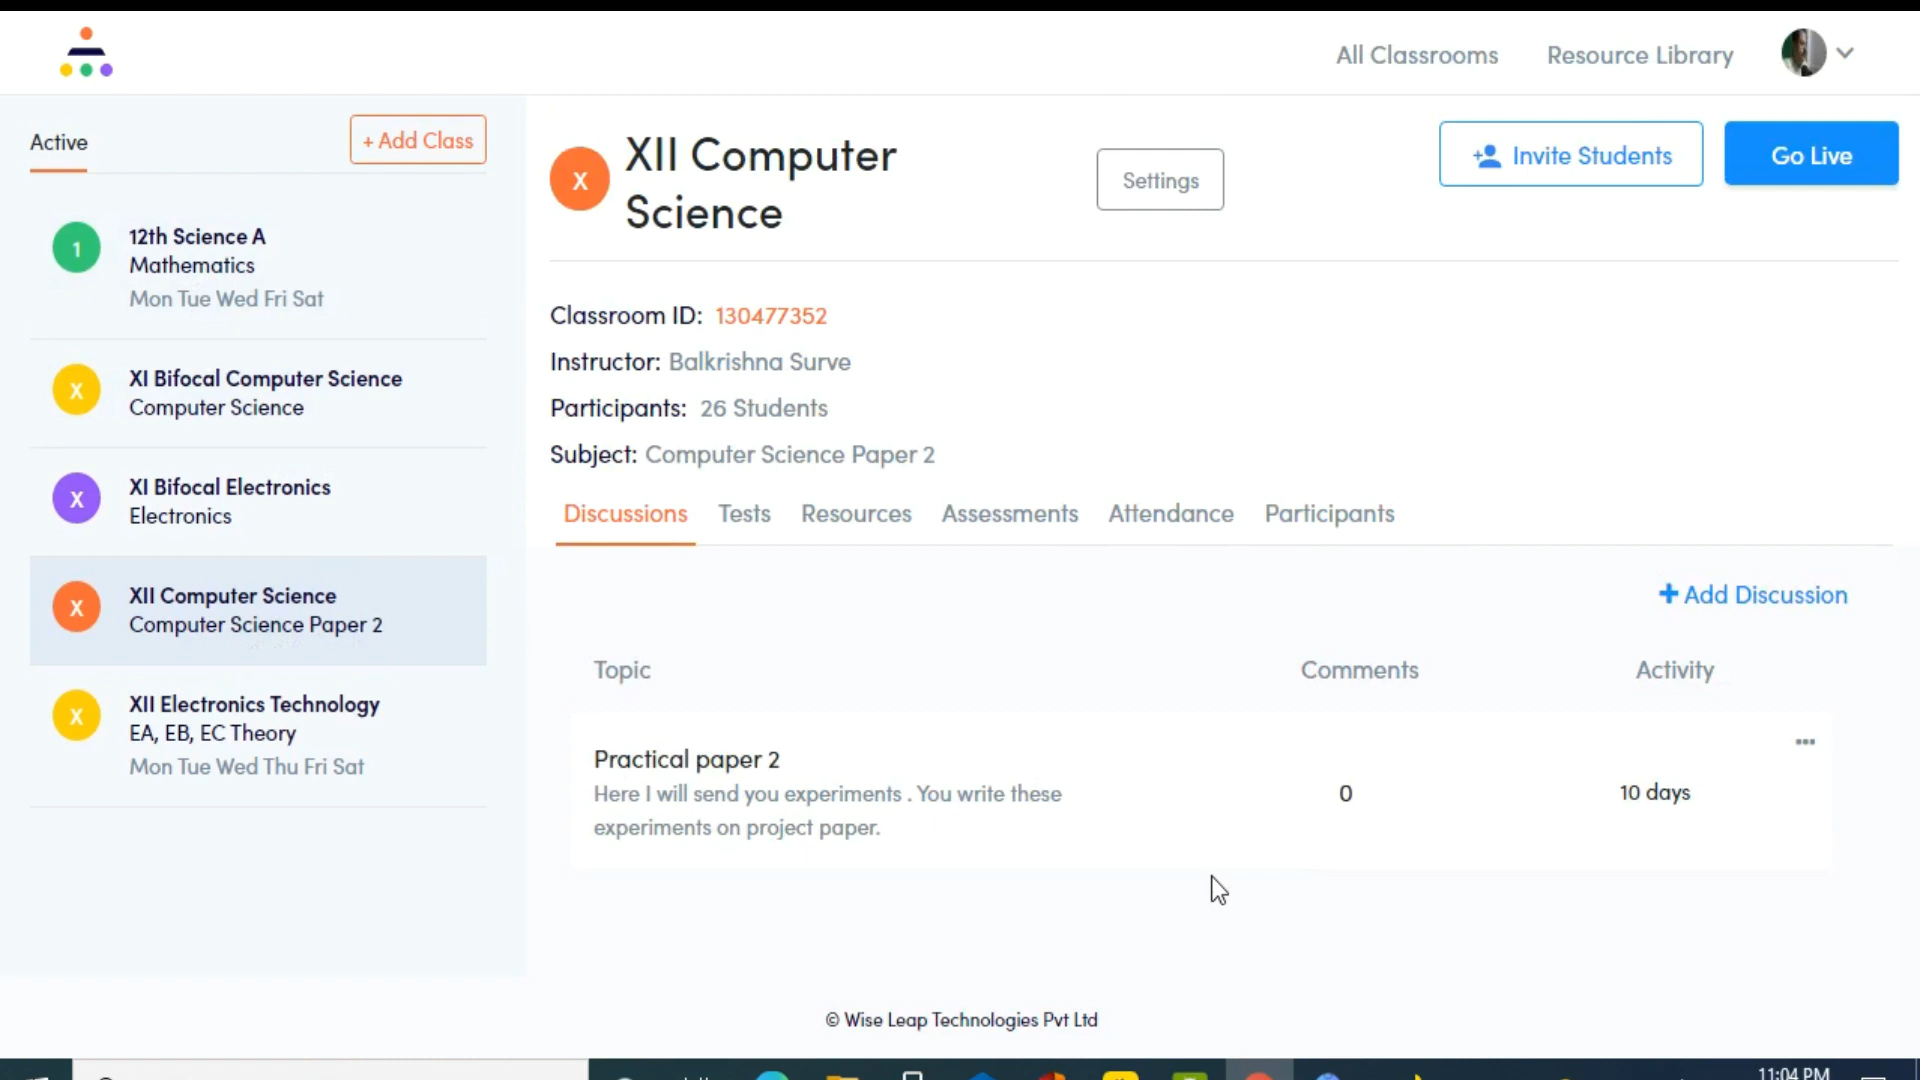 All Classrooms
Resource Library
Active
+ Add Class
1
12th Science A
Mathematics
Mon Tue Wed Fri Sat
X
XI Bifocal Computer Science
Computer Science
X
XI Bifocal Electronics
Electronics
X
XII Computer Science
Computer Science Paper 2
X
XII Electronics Technology
EA, EB, EC Theory
Mon Tue Wed Thu Fri Sat
X
XII Computer
Science
Settings
Invite Students
Go Live
Classroom ID: 130477352
Instructor: Balkrishna Surve
Participants: 26 Students
Subject: Computer Science Paper 2
Discussions Tests Resources Assessments Attendance Participants
+ Add Discussion
Topic Comments Activity
Practical paper 2
Here I will send you experiments . You write these
experiments on project paper.
0
10 days
© Wise Leap Technologies Pvt Ltd
11:04 PM